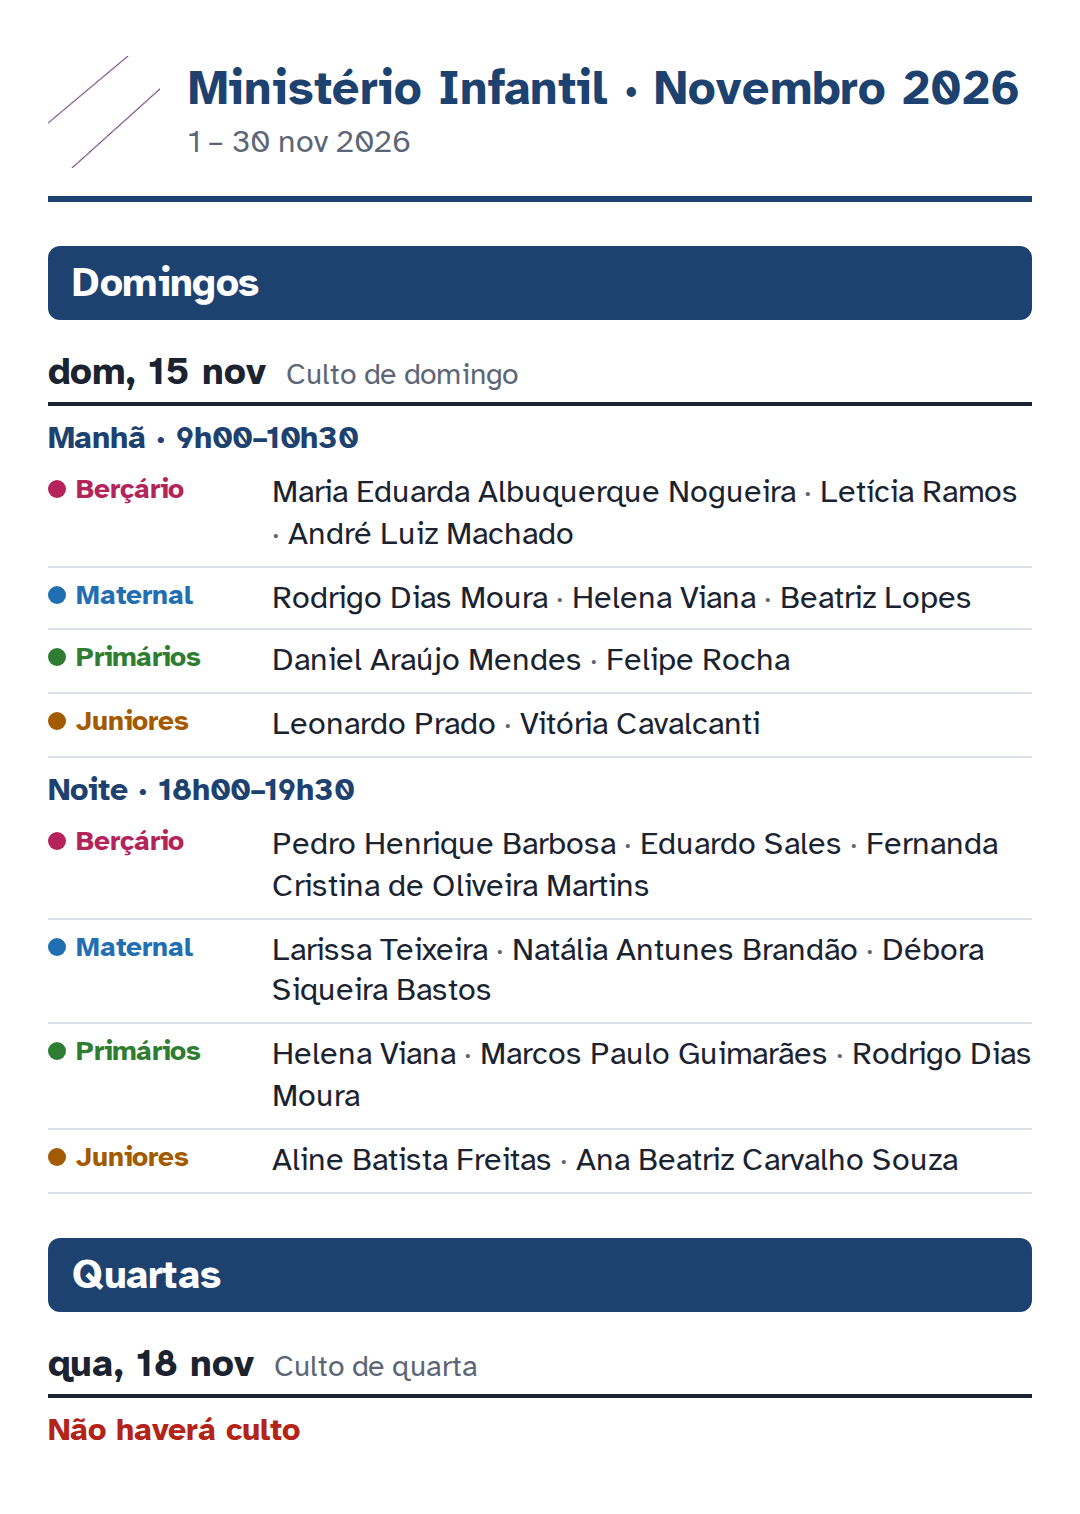 Ministério Infantil · Novembro 2026
1 – 30 nov 2026
Domingos
dom, 15 nov Culto de domingo
Manhã · 9h00–10h30
Berçário Maria Eduarda Albuquerque Nogueira · Letícia Ramos
· André Luiz Machado
Maternal Rodrigo Dias Moura · Helena Viana · Beatriz Lopes
Primários Daniel Araújo Mendes · Felipe Rocha
Juniores Leonardo Prado · Vitória Cavalcanti
Noite · 18h00–19h30
Berçário Pedro Henrique Barbosa · Eduardo Sales · Fernanda
Cristina de Oliveira Martins
Maternal Larissa Teixeira · Natália Antunes Brandão · Débora
Siqueira Bastos
Primários Helena Viana · Marcos Paulo Guimarães · Rodrigo Dias
Moura
Juniores Aline Batista Freitas · Ana Beatriz Carvalho Souza
Quartas
qua, 18 nov Culto de quarta
Não haverá culto